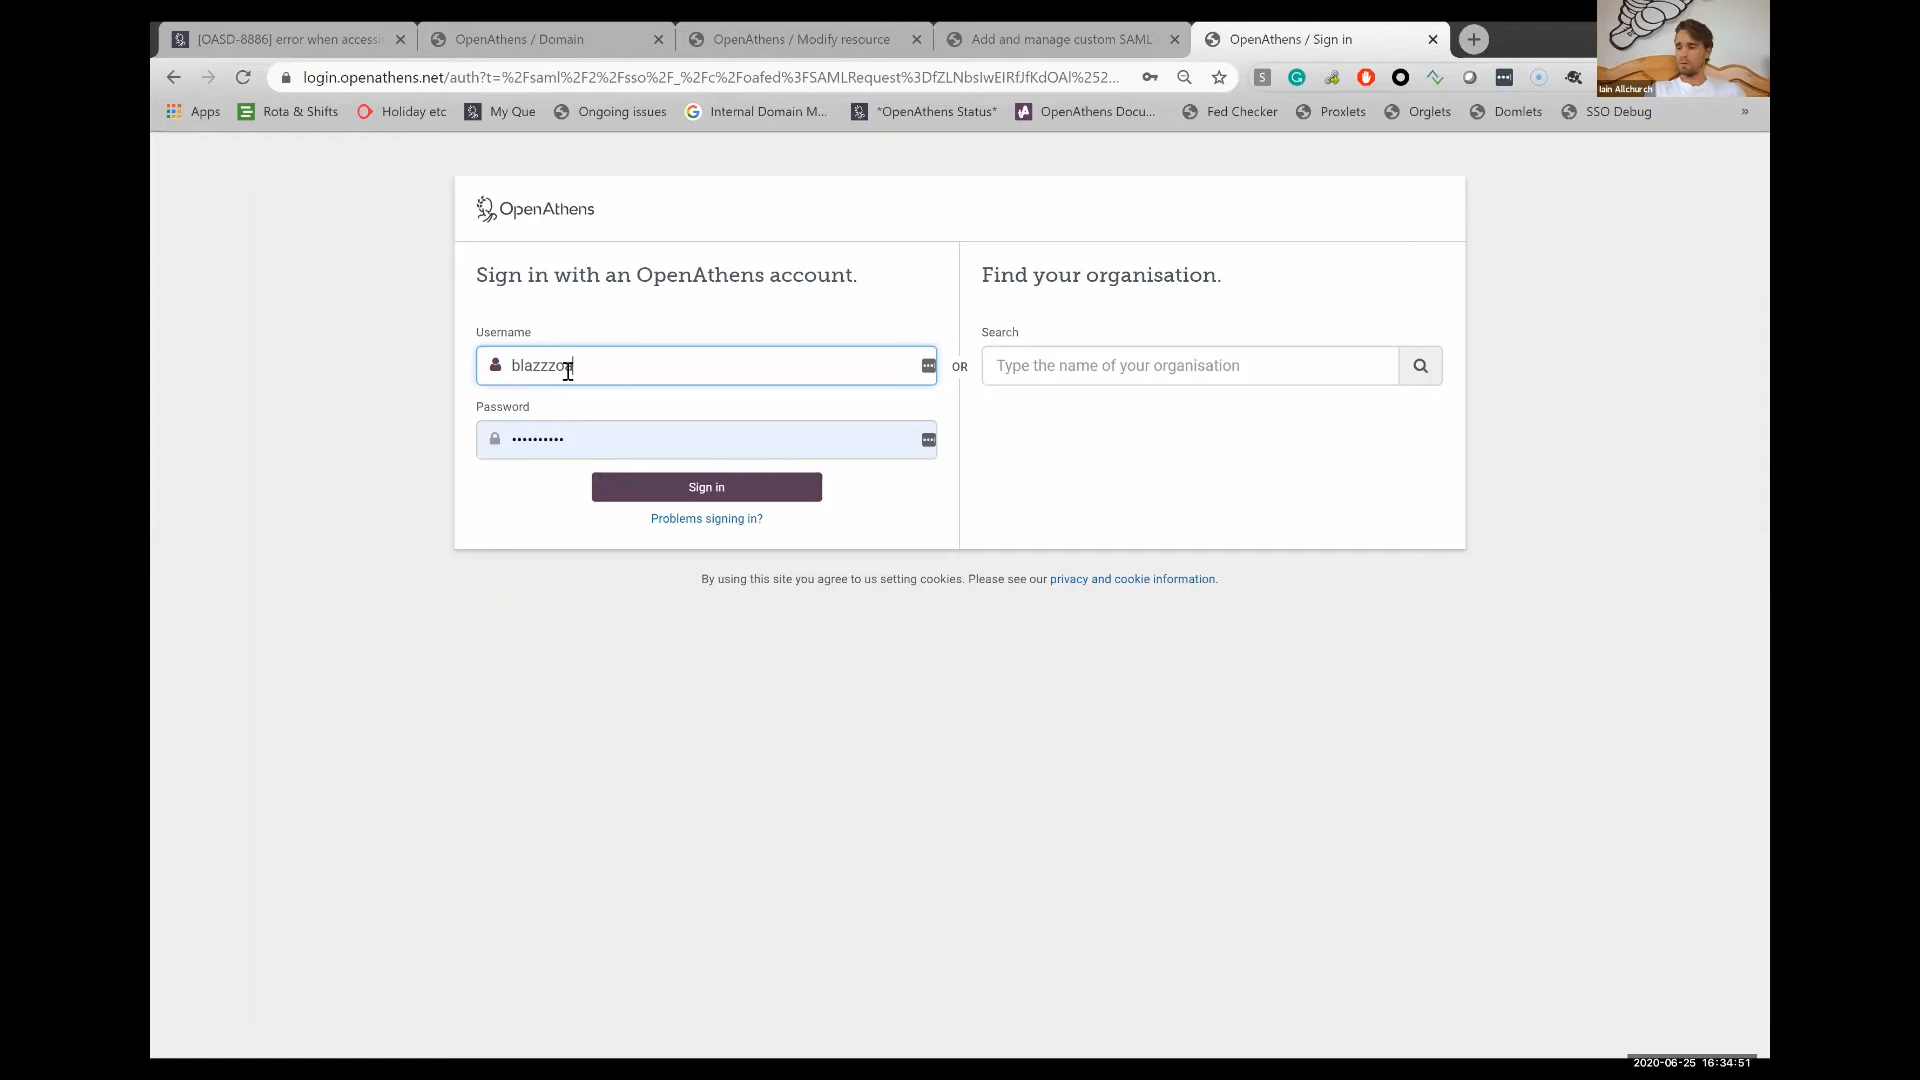 [OASD-8886] error when accessi
OpenAthens / Domain
OpenAthens / Modify resource
Add and manage custom SAML
OpenAthens / Sign in
login.openathens.net/auth?t=%2Fsaml%2F2%2Fsso%2F_%2Fc%2Foafed%3FSAMLRequest%3DfZLNbsIwEIRfJfKdOAl%252...
Apps
Rota & Shifts
Holiday etc
My Que
Ongoing issues
Internal Domain M...
*OpenAthens Status*
OpenAthens Docu...
Fed Checker
Proxlets
Orglets
Domlets
SSO Debug
»
Iain Allchurch
OpenAthens
Sign in with an OpenAthens account.
Username
Password
••••••••••
Sign in
Problems signing in?
OR
Find your organisation.
Search
Type the name of your organisation
By using this site you agree to us setting cookies. Please see our privacy and cookie information.
2020-06-25 16:34:51